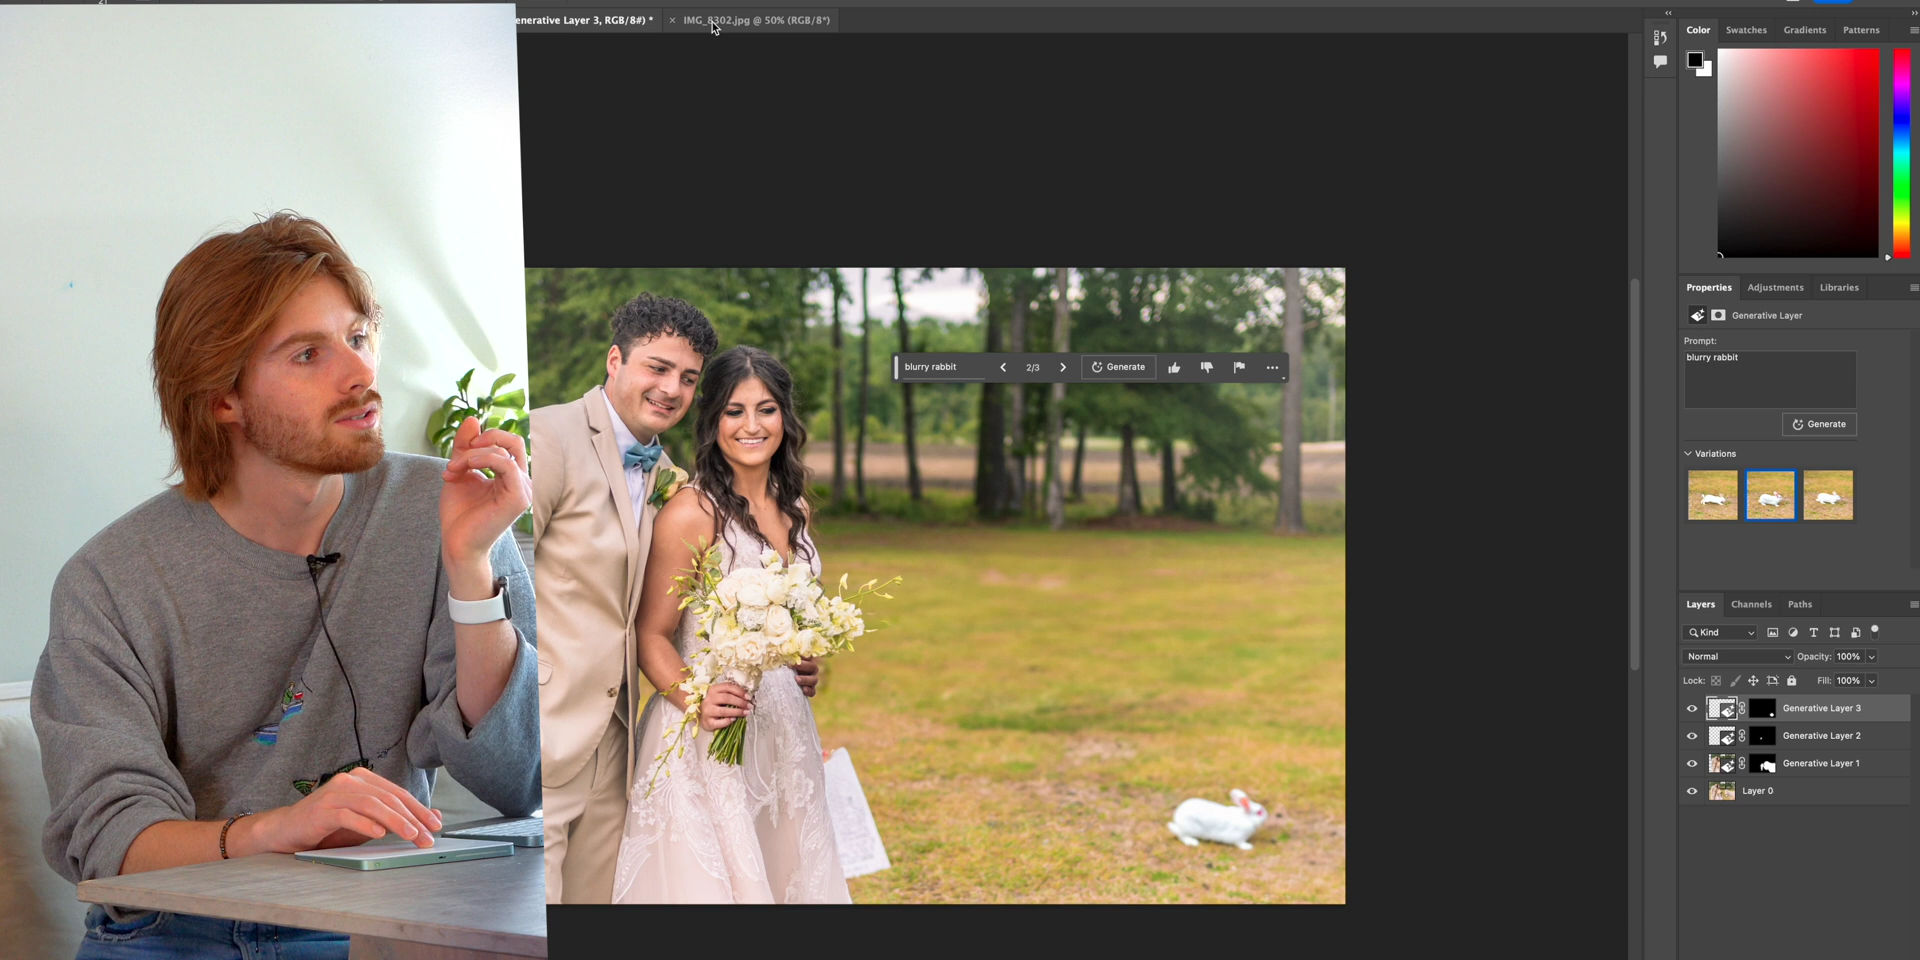 enerative Layer 3, RGB/8#) *
× IMG_8302.jpg @ 50% (RGB/8*)
Color Swatches Gradients Patterns
blurry rabbit 2/3 Generate
Properties Adjustments Libraries
Generative Layer
Prompt:
blurry rabbit
Generate
Variations
Layers Channels Paths
Kind
Normal Opacity: 100%
Lock: Fill: 100%
Generative Layer 3
Generative Layer 2
Generative Layer 1
Layer 0